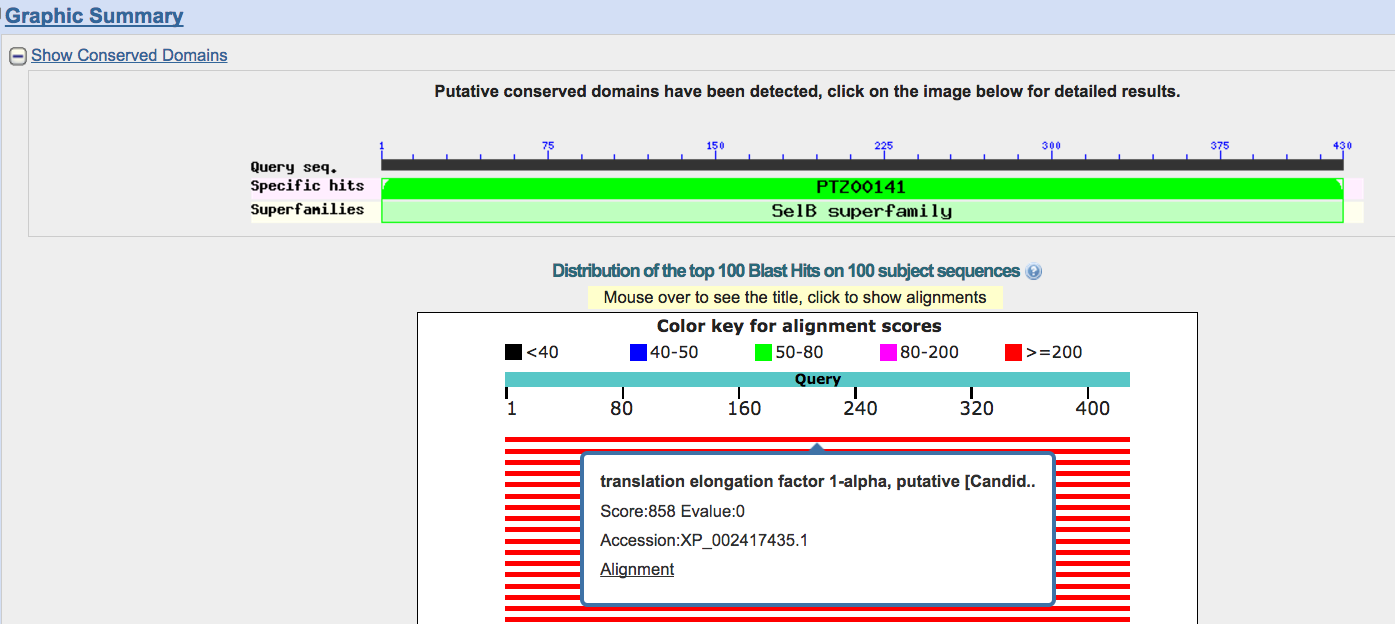 Graphic Summary
Show Conserved Domains
Putative conserved domains have been detected, click on the image below for detailed results.
1 75 150 225 300 375 430
Query seq.
Specific hits PTZ00141
Superfamilies SelB superfamily
Distribution of the top 100 Blast Hits on 100 subject sequences ?
Mouse over to see the title, click to show alignments
Color key for alignment scores
<40 40-50 50-80 80-200 >=200
Query
1 80 160 240 320 400
translation elongation factor 1-alpha, putative [Candid..
Score:858 Evalue:0
Accession:XP_002417435.1
Alignment